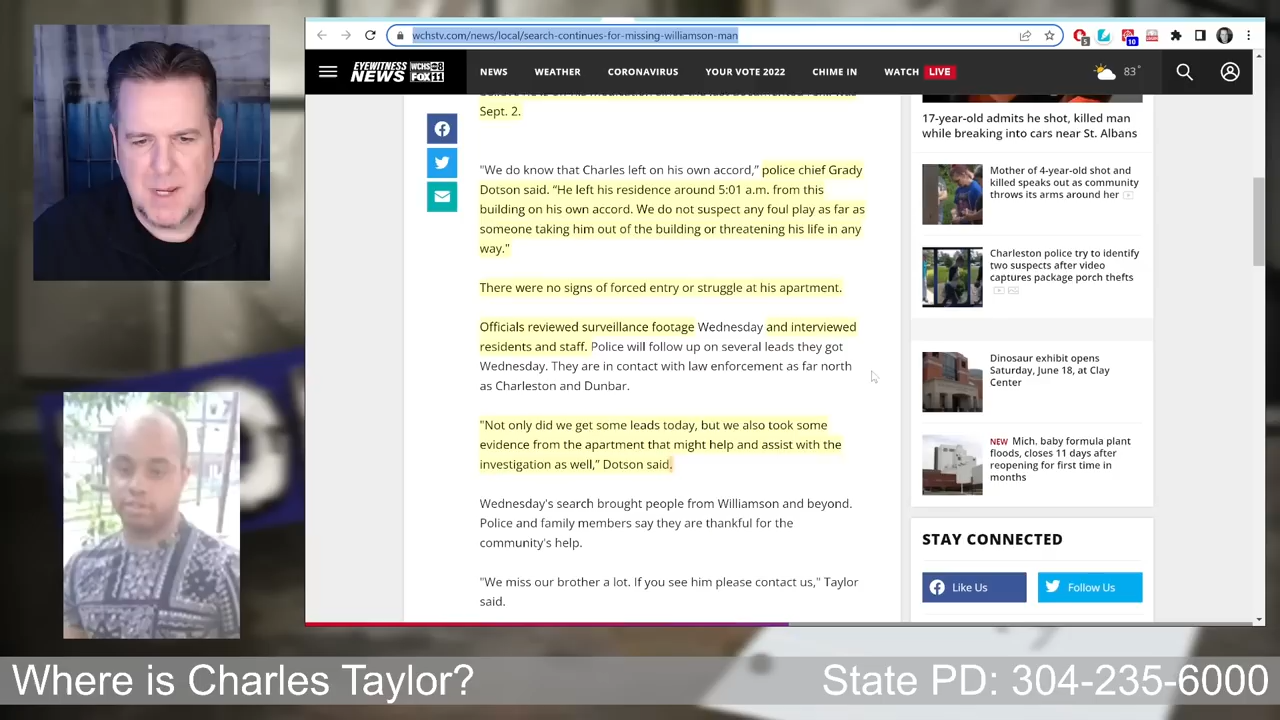 wchstv.com/news/local/search-continues-for-missing-williamson-man
EYEWITNESS
NEWS
WCHS 8
FOX 11
NEWS
WEATHER
CORONAVIRUS
YOUR VOTE 2022
CHIME IN
WATCH LIVE
83°
5
10
Sept. 2.
"We do know that Charles left on his own accord,” police chief Grady
Dotson said. “He left his residence around 5:01 a.m. from this
building on his own accord. We do not suspect any foul play as far as
someone taking him out of the building or threatening his life in any
way."
There were no signs of forced entry or struggle at his apartment.
Officials reviewed surveillance footage Wednesday and interviewed
residents and staff. Police will follow up on several leads they got
Wednesday. They are in contact with law enforcement as far north
as Charleston and Dunbar.
"Not only did we get some leads today, but we also took some
evidence from the apartment that might help and assist with the
investigation as well,” Dotson said.
Wednesday's search brought people from Williamson and beyond.
Police and family members say they are thankful for the
community's help.
"We miss our brother a lot. If you see him please contact us," Taylor
said.
17-year-old admits he shot, killed man
while breaking into cars near St. Albans
Mother of 4-year-old shot and
killed speaks out as community
throws its arms around her
Charleston police try to identify
two suspects after video
captures package porch thefts
Dinosaur exhibit opens
Saturday, June 18, at Clay
Center
NEW Mich. baby formula plant
floods, closes 11 days after
reopening for first time in
months
STAY CONNECTED
Like Us
Follow Us
Where is Charles Taylor?
State PD: 304-235-6000